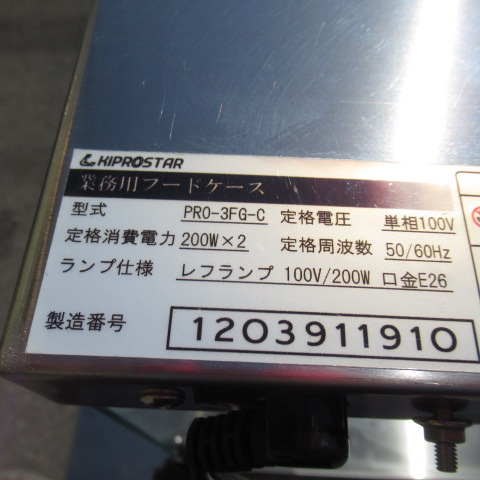 KIPROSTAR
業務用フードケース
型式 PRO-3FG-C 定格電圧 単相100V
定格消費電力 200W×2 定格周波数 50/60Hz
ランプ仕様 レフランプ 100V/200W 口金E26
製造番号 1203911910